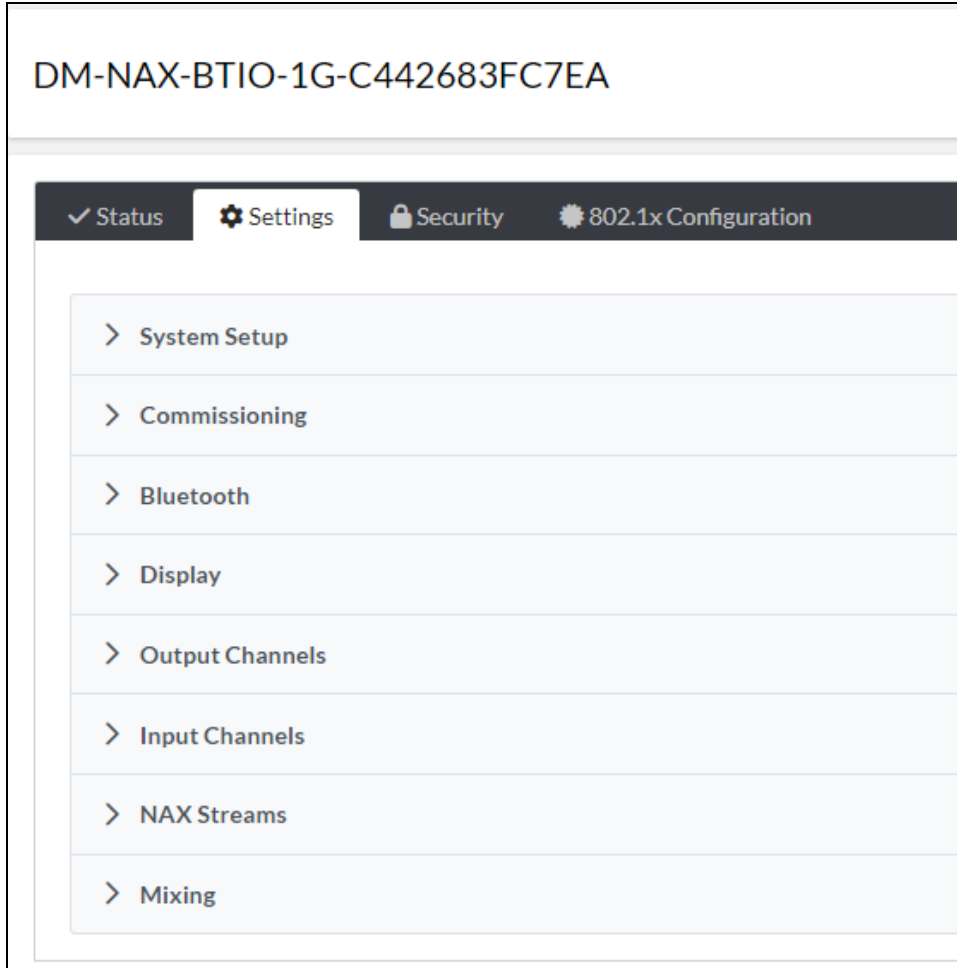 DM-NAX-BTIO-1G-C442683FC7EA
Status Settings Security 802.1x Configuration
System Setup
Commissioning
Bluetooth
Display
Output Channels
Input Channels
NAX Streams
Mixing